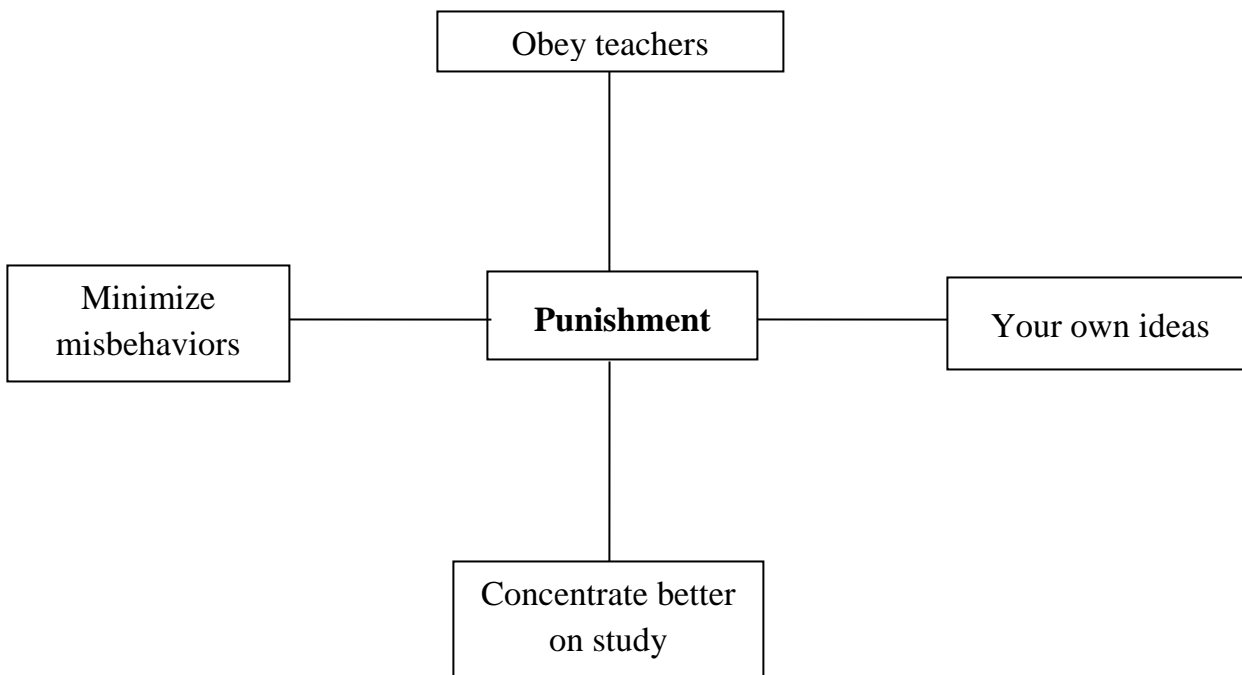 Obey teachers
Minimize
misbehaviors
Punishment
Your own ideas
Concentrate better
on study